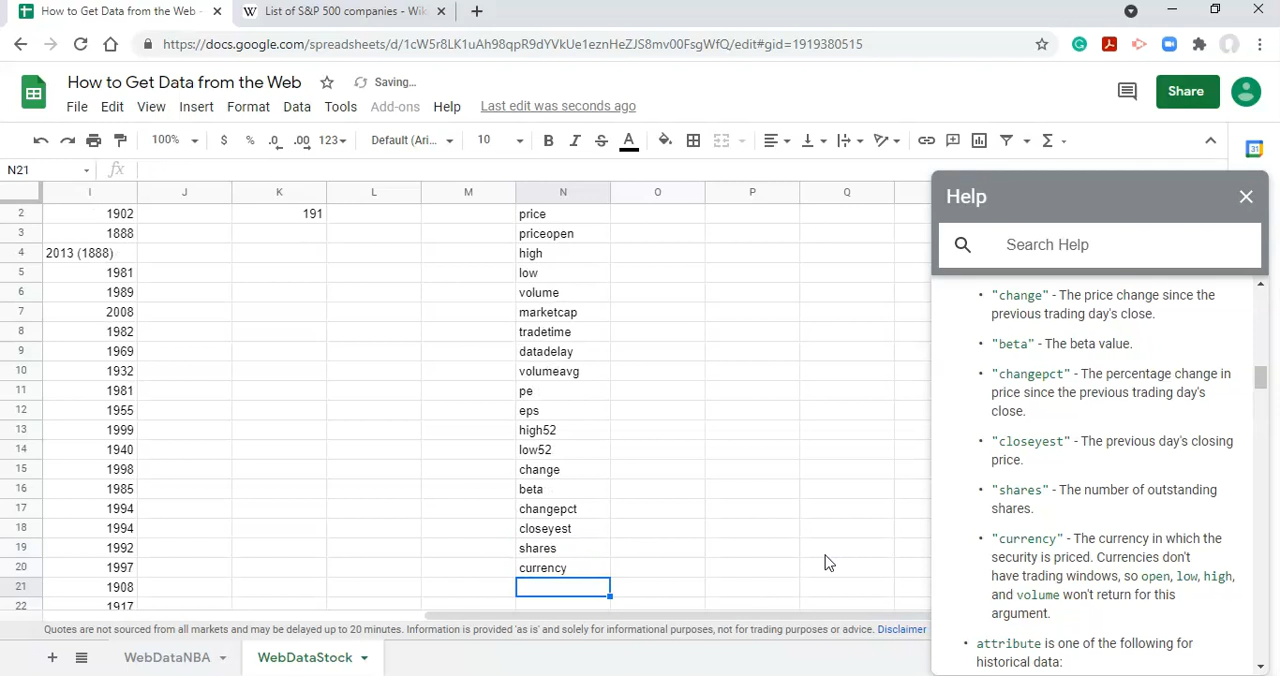 How to Get Data from the Web -
List of S&P 500 companies - Wiki
https://docs.google.com/spreadsheets/d/1cW5r8LK1uAh98qpR9dYVkUe1eznHeZJS8mv00FsgWfQ/edit#gid=1919380515
How to Get Data from the Web Saving...
File Edit View Insert Format Data Tools Add-ons Help Last edit was seconds ago
Share
100% $ % .0 .00 123 Default (Ari... 10 B I S A
N21 fx
I J K L M N O P Q
2 1902 191 price
3 1888 priceopen
4 2013 (1888) high
5 1981 low
6 1989 volume
7 2008 marketcap
8 1982 tradetime
9 1969 datadelay
10 1932 volumeavg
11 1981 pe
12 1955 eps
13 1999 high52
14 1940 low52
15 1998 change
16 1985 beta
17 1994 changepct
18 1994 closeyest
19 1992 shares
20 1997 currency
21 1908
22 1917
Quotes are not sourced from all markets and may be delayed up to 20 minutes. Information is provided 'as is' and solely for informational purposes, not for trading purposes or advice. Disclaimer
WebDataNBA WebDataStock
31
Help
Search Help
• "change" - The price change since the
previous trading day's close.
• "beta" - The beta value.
• "changepct" - The percentage change in
price since the previous trading day's
close.
• "closeyest" - The previous day's closing
price.
• "shares" - The number of outstanding
shares.
• "currency" - The currency in which the
security is priced. Currencies don't
have trading windows, so open, low, high,
and volume won't return for this
argument.
• attribute is one of the following for
historical data: